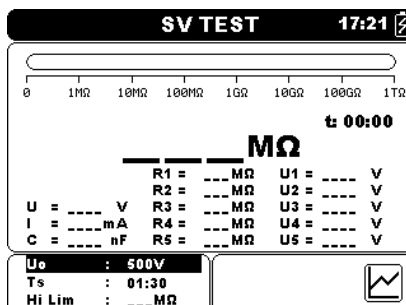 SV TEST 17:21
0 1MΩ 10MΩ 100MΩ 1GΩ 10GΩ 100GΩ 1TΩ
t: 00:00
___ ___ ___ MΩ
R1 = ___MΩ U1 = ____ V
R2 = ___MΩ U2 = ____ V
U = ____ V R3 = ___MΩ U3 = ____ V
I = ____mA R4 = ___MΩ U4 = ____ V
C = ____ nF R5 = ___MΩ U5 = ____ V
Uo : 500V
Ts : 01:30
Hi Lim : ___MΩ